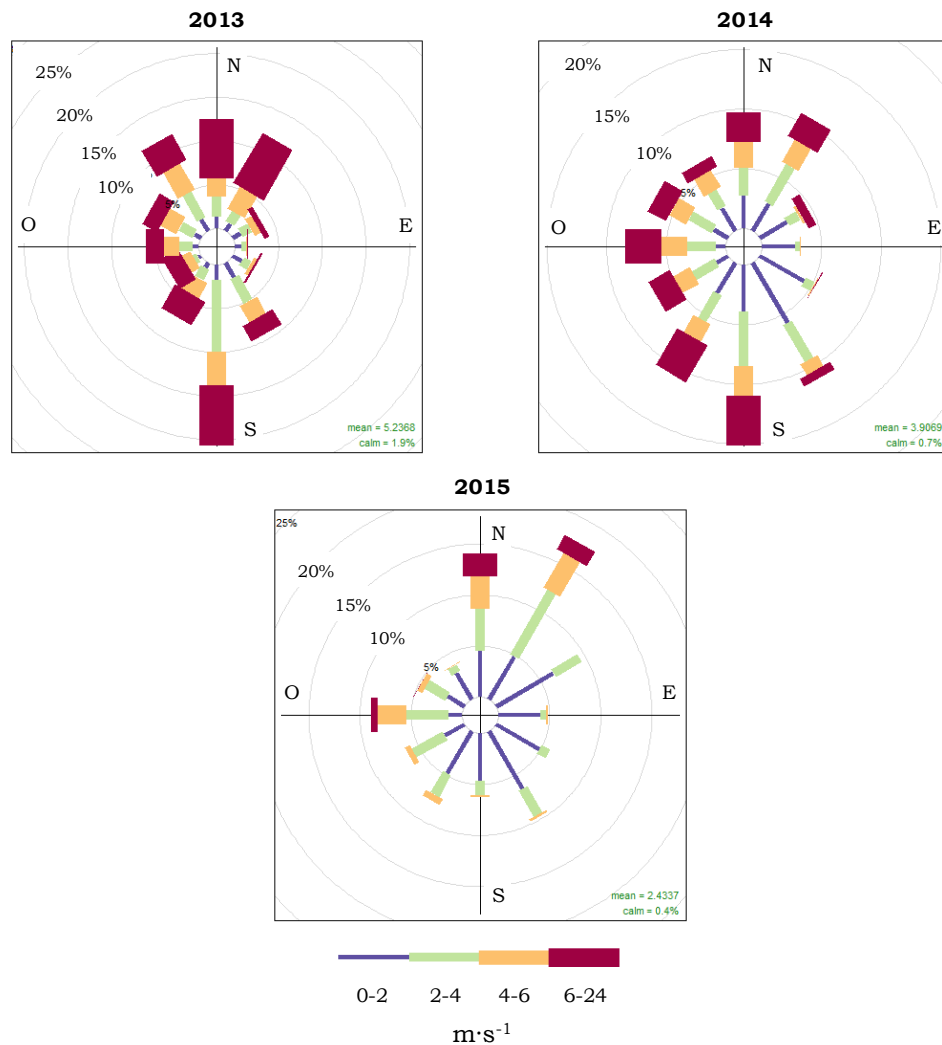 2013
25%
N
20%
15%
10%
5%
O
E
S
mean = 5.2368
calm = 1.9%
2014
20%
N
15%
10%
5%
O
E
S
mean = 3.9069
calm = 0.7%
2015
25%
N
20%
15%
10%
5%
O
E
S
mean = 2.4337
calm = 0.4%
0-2 2-4 4-6 6-24
m·s⁻¹